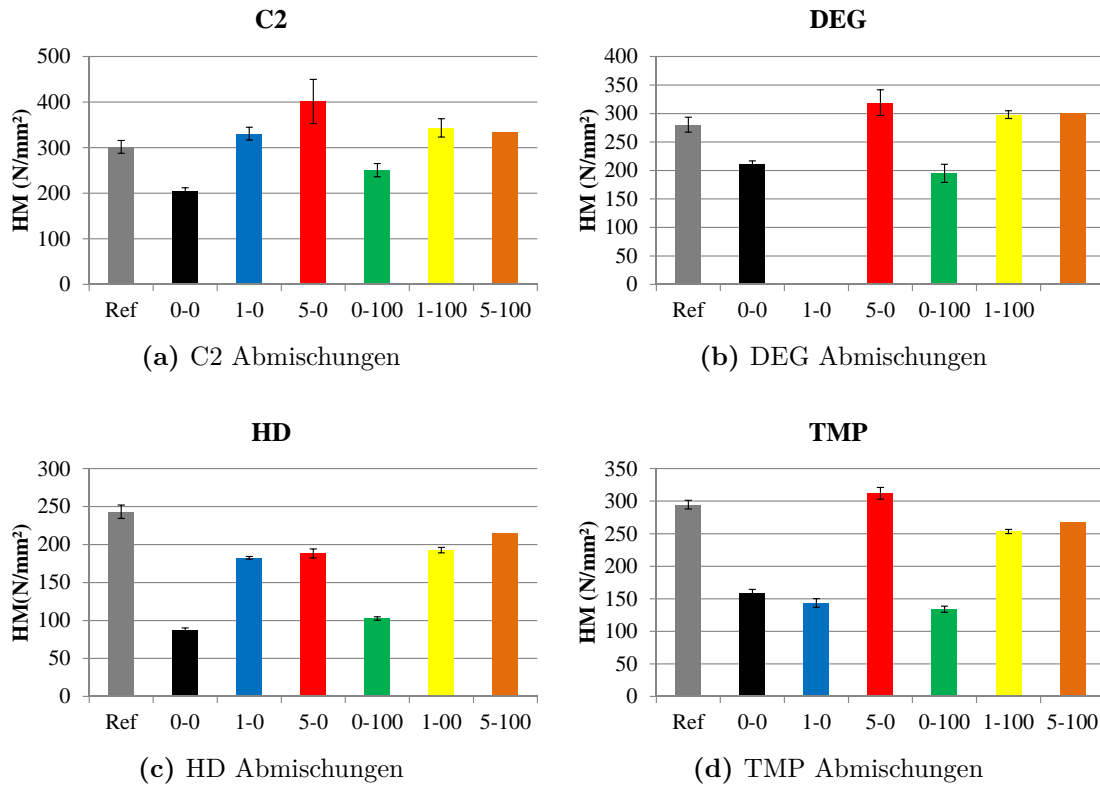 C2
HM (N/mm²)
500
400
300
200
100
0
Ref 0-0 1-0 5-0 0-100 1-100 5-100
(a) C2 Abmischungen
DEG
HM (N/mm²)
400
350
300
250
200
150
100
50
0
Ref 0-0 1-0 5-0 0-100 1-100
(b) DEG Abmischungen
HD
HM(N/mm²)
300
250
200
150
100
50
0
Ref 0-0 1-0 5-0 0-100 1-00 5-100
(c) HD Abmischungen
TMP
HM (N/mm²)
350
300
250
200
150
100
50
0
Ref 0-0 1-0 5-0 0-100 1-100 5-100
(d) TMP Abmischungen